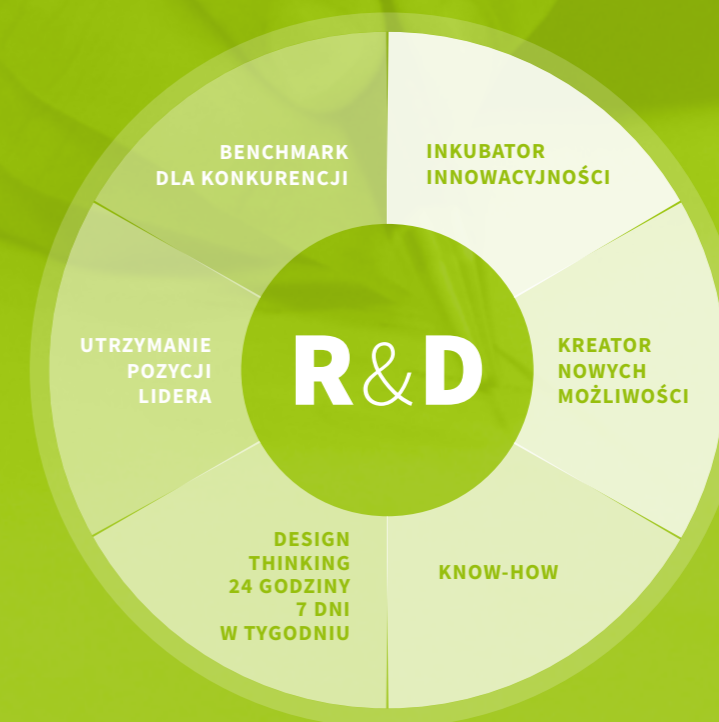 BENCHMARK
DLA KONKURENCJI
INKUBATOR
INNOWACYJNOŚCI
UTRZYMANIE
POZYCJI
LIDERA
R&D
KREATOR
NOWYCH
MOŻLIWOŚCI
DESIGN
THINKING
24 GODZINY
7 DNI
W TYGODNIU
KNOW-HOW